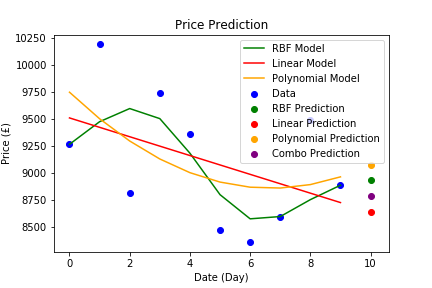 Price Prediction
Price (£)
10250
10000
9750
9500
9250
9000
8750
8500
RBF Model
Linear Model
Polynomial Model
Data
RBF Prediction
Linear Prediction
Polynomial Prediction
Combo Prediction
0 2 4 6 8 10
Date (Day)